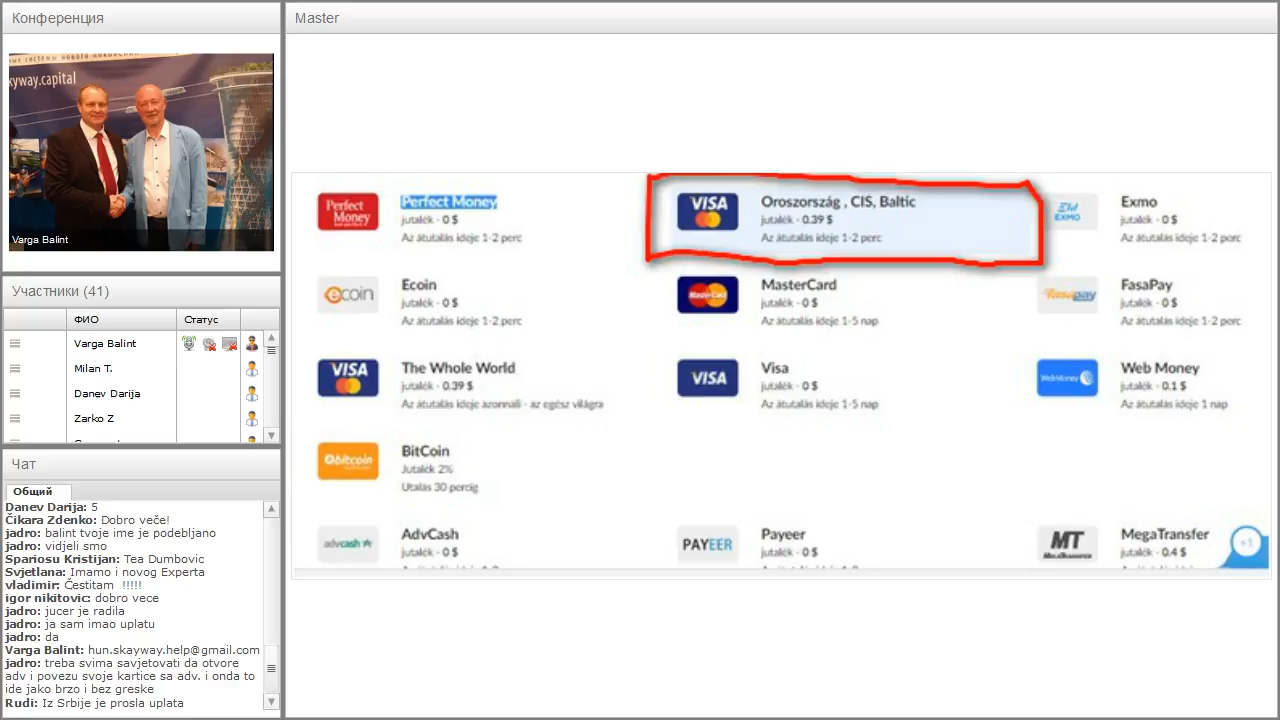 Конференция
kyway.capital
Varga Balint
Участники (41)
ФИО
Статус
Varga Balint
Milan T.
Danev Darija
Zarko Z
Чат
Общий
Danev Darija: 5
Čikara Zdenko: Dobro veče!
jadro: balint tvoje ime je podebljano
jadro: vidjeli smo
Spariosu Kristijan: Tea Dumbovic
Svjetlana: Imamo i novog Experta
vladimir: Čestitam !!!!!
igor nikitovic: dobro vece
jadro: jucer je radila
jadro: ja sam imao uplatu
jadro: da
Varga Balint: hun.skayway.help@gmail.com
jadro: treba svima savjetovati da otvore
adv i povezu svoje kartice sa adv. i onda to
ide jako brzo i bez greske
Rudi: Iz Srbije je prosla uplata
Master
Perfect Money
Perfect Money
jutalék - 0 $
Az átutalás ideje 1-2 perc
VISA
Oroszország , CIS, Baltic
jutalék - 0.39 $
Az átutalás ideje 1-2 perc
EXMO
Exmo
jutalék - 0 $
Az átutalás ideje 1-2 perc
ecoin
Ecoin
jutalék - 0 $
Az átutalás ideje 1-2 perc
MasterCard
MasterCard
jutalék - 0 $
Az átutalás ideje 1-5 nap
fasapay
FasaPay
jutalék - 0 $
Az átutalás ideje 1-2 perc
VISA
The Whole World
jutalék - 0.39 $
Az átutalás ideje azonnali - az egész világra
VISA
Visa
jutalék - 0 $
Az átutalás ideje 1-5 nap
WebMoney
Web Money
jutalék - 0.1 $
Az átutalás ideje 1 nap
bitcoin
BitCoin
Jutalék 2%
Utalás 30 percig
advcash
AdvCash
jutalék - 0 $
PAYEER
Payeer
jutalék - 0 $
MT
MEGATRANSFER
MegaTransfer
jutalék - 0.4 $
+1